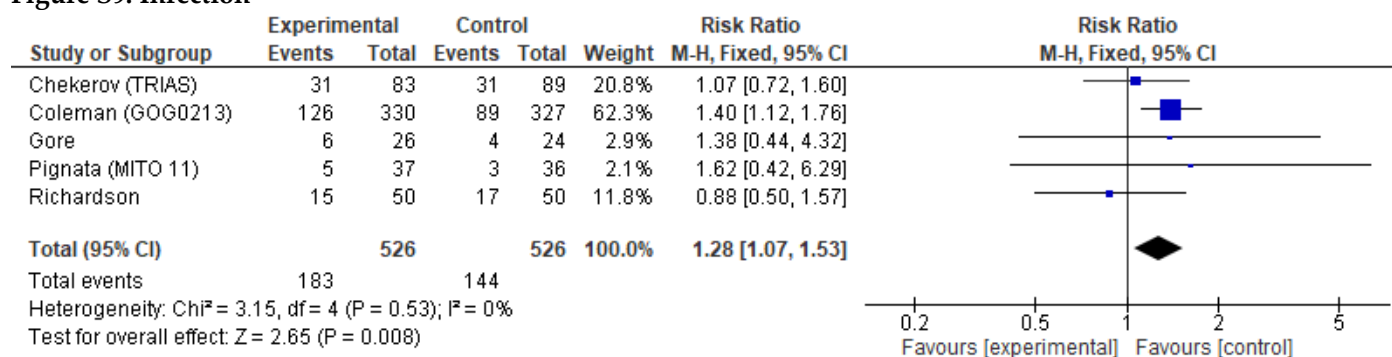 Figure S9. Infection
Experimental Control Risk Ratio Risk Ratio
Study or Subgroup Events Total Events Total Weight M-H, Fixed, 95% CI M-H, Fixed, 95% CI
Chekerov (TRIAS) 31 83 31 89 20.8% 1.07 [0.72, 1.60]
Coleman (GOG0213) 126 330 89 327 62.3% 1.40 [1.12, 1.76]
Gore 6 26 4 24 2.9% 1.38 [0.44, 4.32]
Pignata (MITO 11) 5 37 3 36 2.1% 1.62 [0.42, 6.29]
Richardson 15 50 17 50 11.8% 0.88 [0.50, 1.57]
Total (95% CI) 526 526 100.0% 1.28 [1.07, 1.53]
Total events 183 144
Heterogeneity: Chi² = 3.15, df = 4 (P = 0.53); I² = 0%
Test for overall effect: Z = 2.65 (P = 0.008)
0.2 0.5 1 2 5
Favours [experimental] Favours [control]